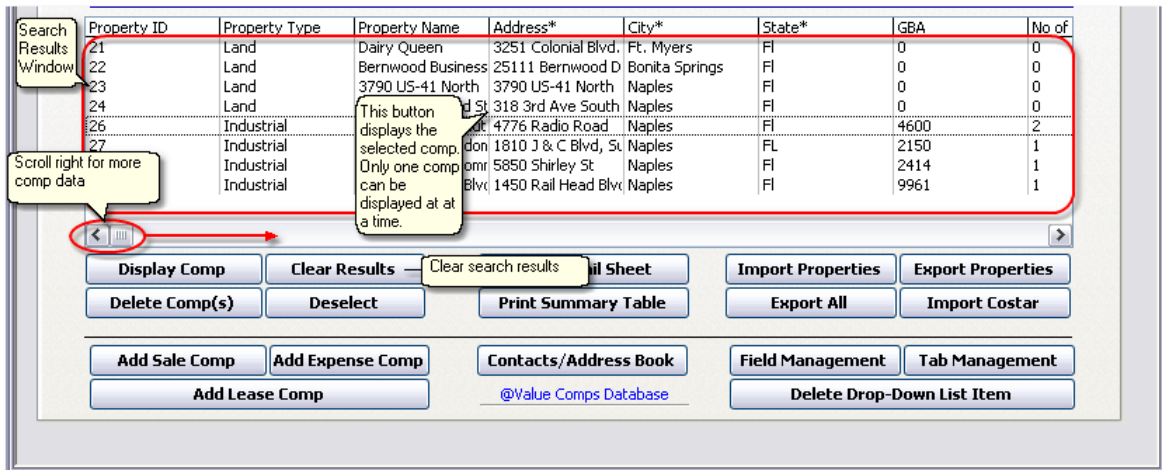 Search
Results
Window
Property ID Property Type Property Name Address* City* State* GBA No of
21 Land Dairy Queen 3251 Colonial Blvd. Ft. Myers Fl 0 0
22 Land Bernwood Business 25111 Bernwood D Bonita Springs Fl 0 0
23 Land 3790 US-41 North 3790 US-41 North Naples Fl 0 0
24 Land St 318 3rd Ave South Naples Fl 0 0
26 Industrial 4776 Radio Road Naples Fl 4600 2
27 Industrial 1810 J & C Blvd, Su Naples FL 2150 1
Industrial 5850 Shirley St Naples Fl 2414 1
Industrial Blvd 1450 Rail Head Blvd Naples Fl 9961 1
This button
displays the
selected comp.
Only one comp
can be
displayed at at
a time.
Scroll right for more
comp data
Display Comp Clear Results Clear search results Sheet Import Properties Export Properties
Delete Comp(s) Deselect Print Summary Table Export All Import Costar
Add Sale Comp Add Expense Comp Contacts/Address Book Field Management Tab Management
Add Lease Comp @Value Comps Database Delete Drop-Down List Item